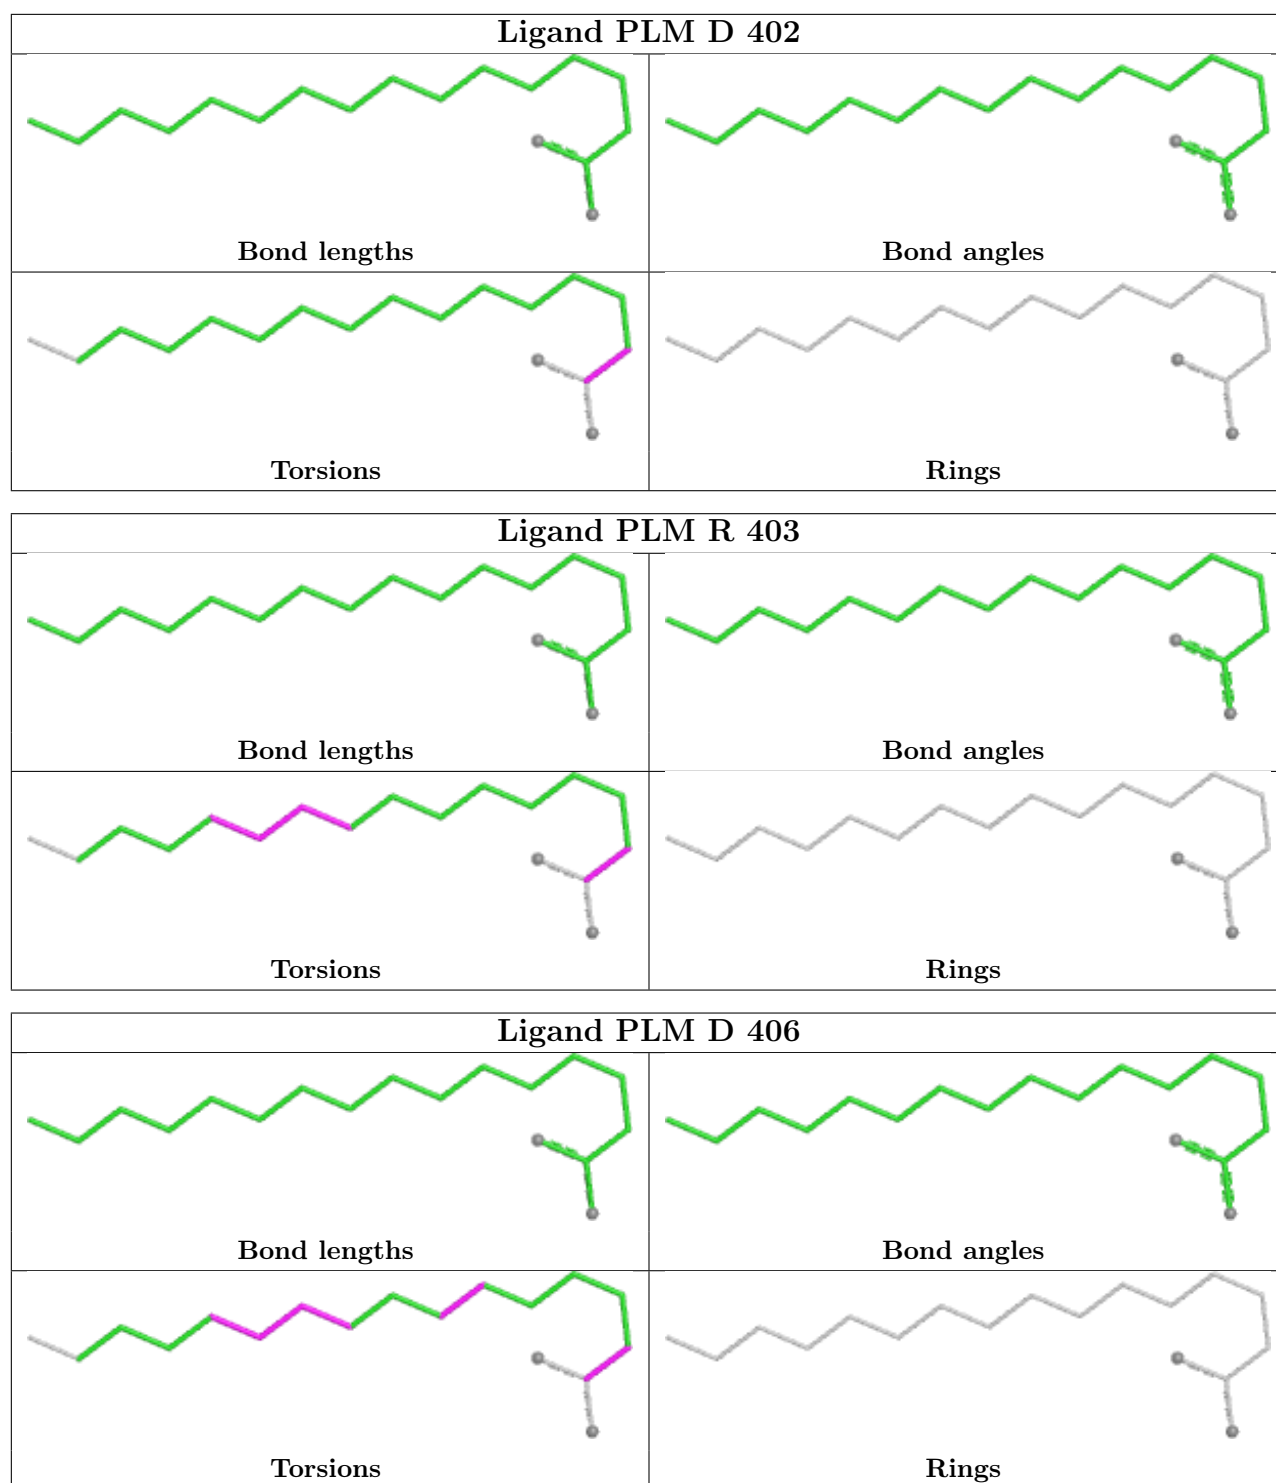 Ligand PLM D 402
Bond lengths
Bond angles
Torsions
Rings
Ligand PLM R 403
Bond lengths
Bond angles
Torsions
Rings
Ligand PLM D 406
Bond lengths
Bond angles
Torsions
Rings